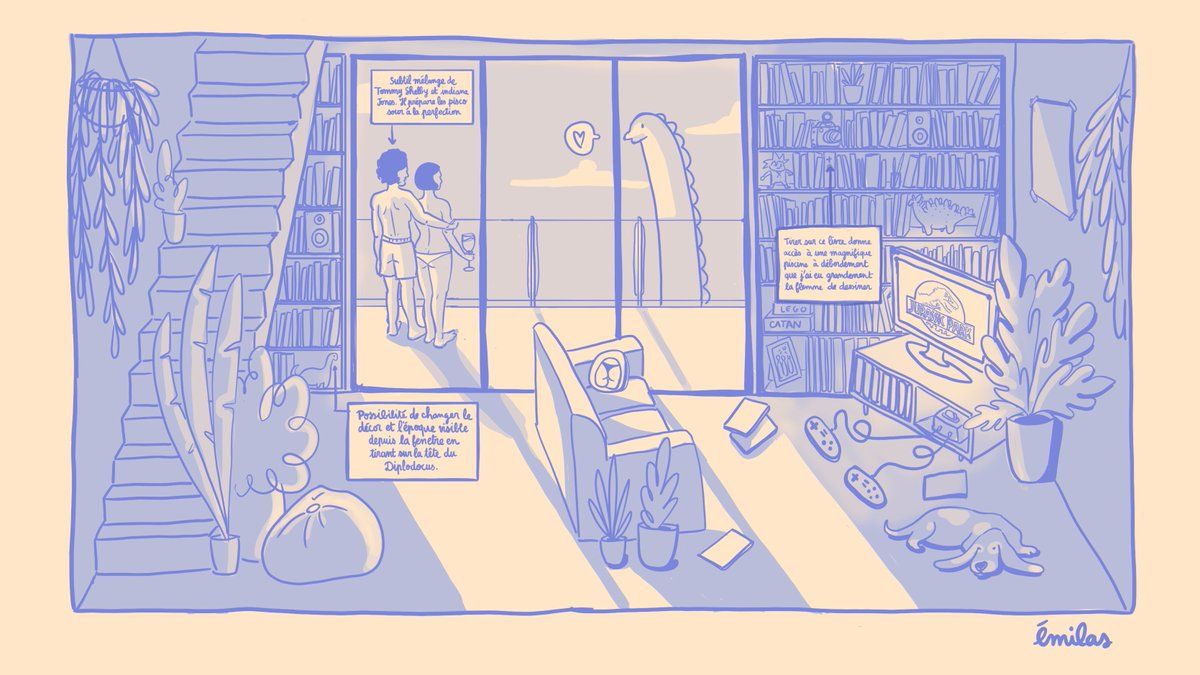 Subtil mélange de
Tommy Shelby et indiana
Jones. Il prépare les pisco
sour à la perfection
Tirer sur ce livre donne
accès à une magnifique
piscine à débordement
que j'ai eu grandement
la flemme de dessiner
LEGO
CATAN
JURASSIC PARK
Possibilité de changer le
décor et l'époque visible
depuis la fenêtre en
tirant sur la tête du
Diplodocus.
émilas